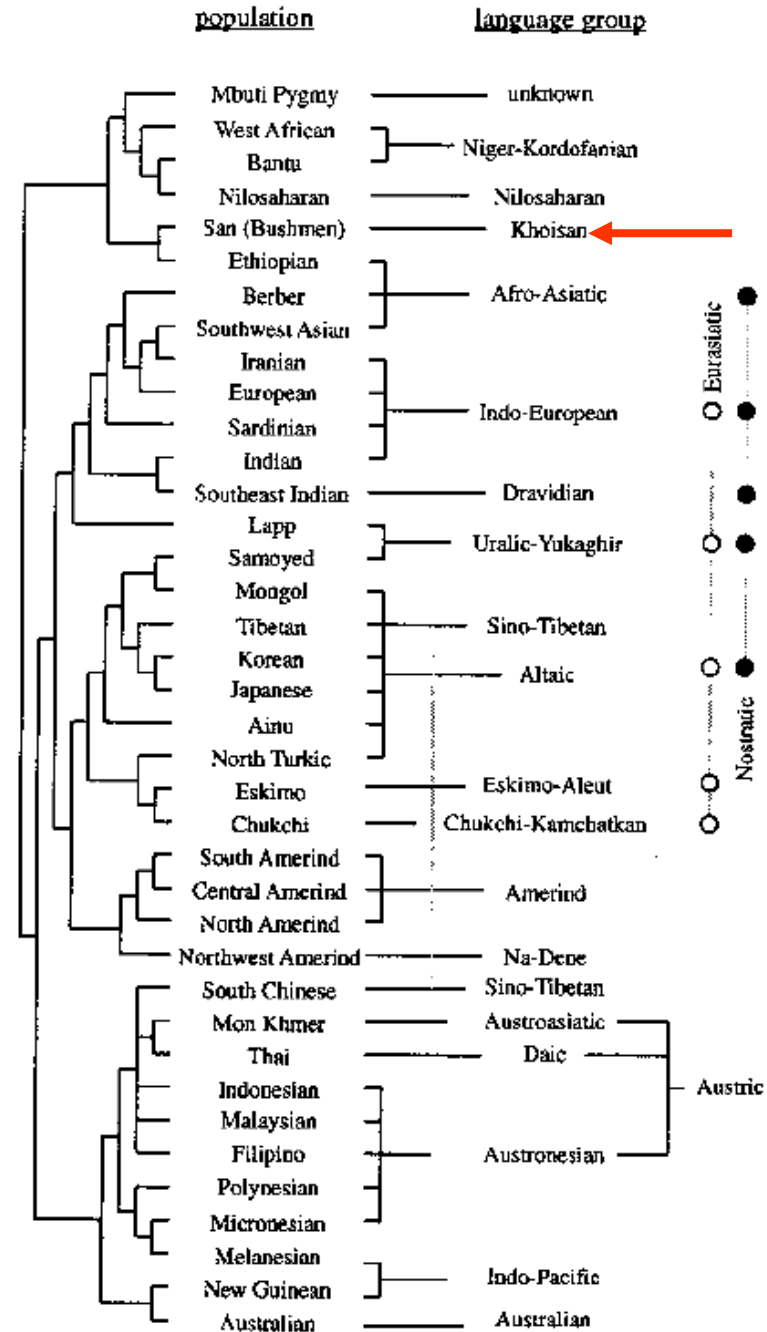 population language group
Mbuti Pygmy unknown
West African
Niger-Kordofanian
Bantu
Nilosaharan Nilosaharan
San (Bushmen) Khoisan
Ethiopian
Berber Afro-Asiatic
Southwest Asian
Iranian
Eurasiatic
European
Sardinian Indo-European
Indian
Southeast Indian Dravidian
Lapp
Uralic-Yukaghir
Samoyed
Mongol
Tibetan Sino-Tibetan
Korean
Altaic
Japanese
Ainu
Nostratic
North Turkic
Eskimo Eskimo-Aleut
Chukchi Chukchi-Kamchatkan
South Amerind
Central Amerind Amerind
North Amerind
Northwest Amerind Na-Dene
South Chinese Sino-Tibetan
Mon Khmer Austroasiatic
Thai Daic
Indonesian Austric
Malaysian
Filipino Austronesian
Polynesian
Micronesian
Melanesian
Indo-Pacific
New Guinean
Australian Australian